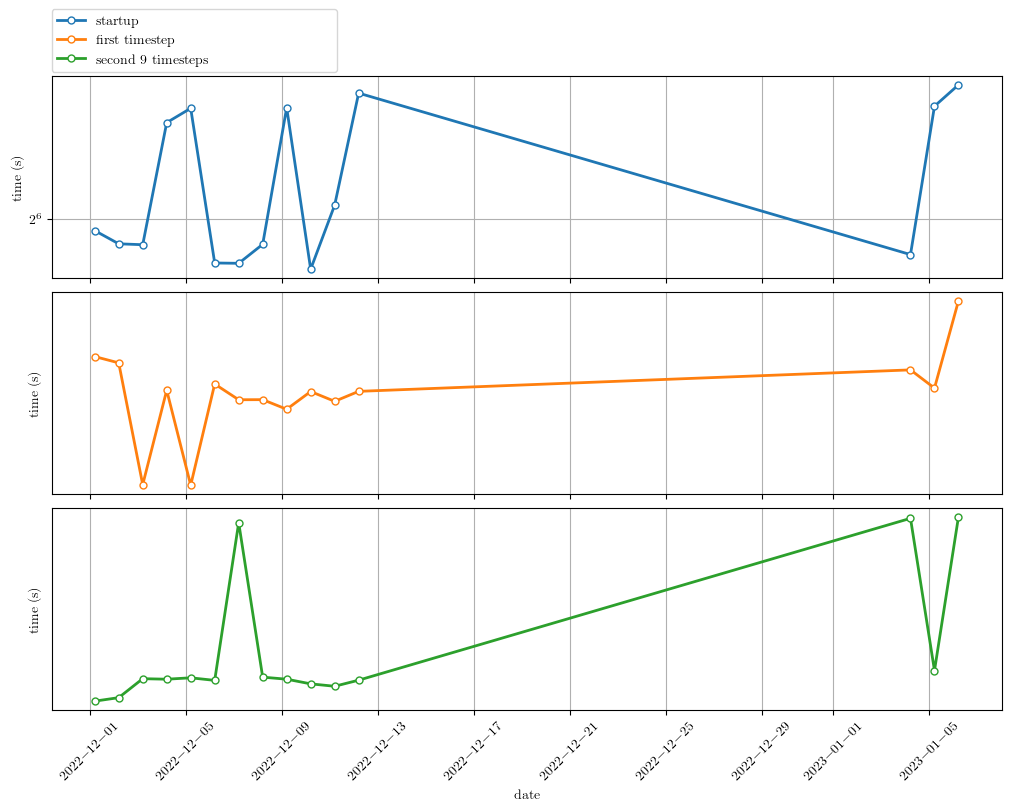 startup
first timestep
second 9 timesteps
time (s)
2⁶
time (s)
time (s)
2022−12−01
2022−12−05
2022−12−09
2022−12−13
2022−12−17
2022−12−21
2022−12−25
2022−12−29
2023−01−01
2023−01−05
date